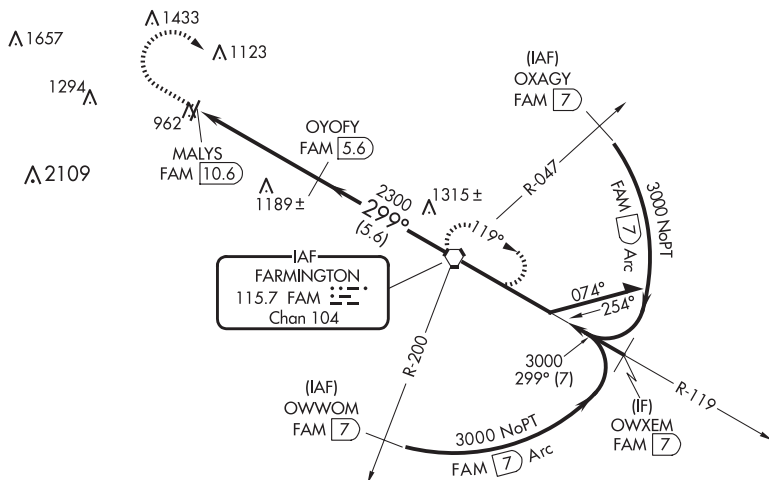 1657
1433
1123
1294
962
MALYS
FAM 10.6
2109
OYOFY
FAM 5.6
1189 ±
2300
299°
(5.6)
1315 ±
119°
(IAF)
OXAGY
FAM 7
R-047
3000 NoPT
FAM 7 Arc
IAF
FARMINGTON
115.7 FAM
Chan 104
074°
254°
3000
299° (7)
R-200
(IAF)
OWWOM
FAM 7
3000 NoPT
FAM 7 Arc
(IF)
OWXEM
FAM 7
R-119